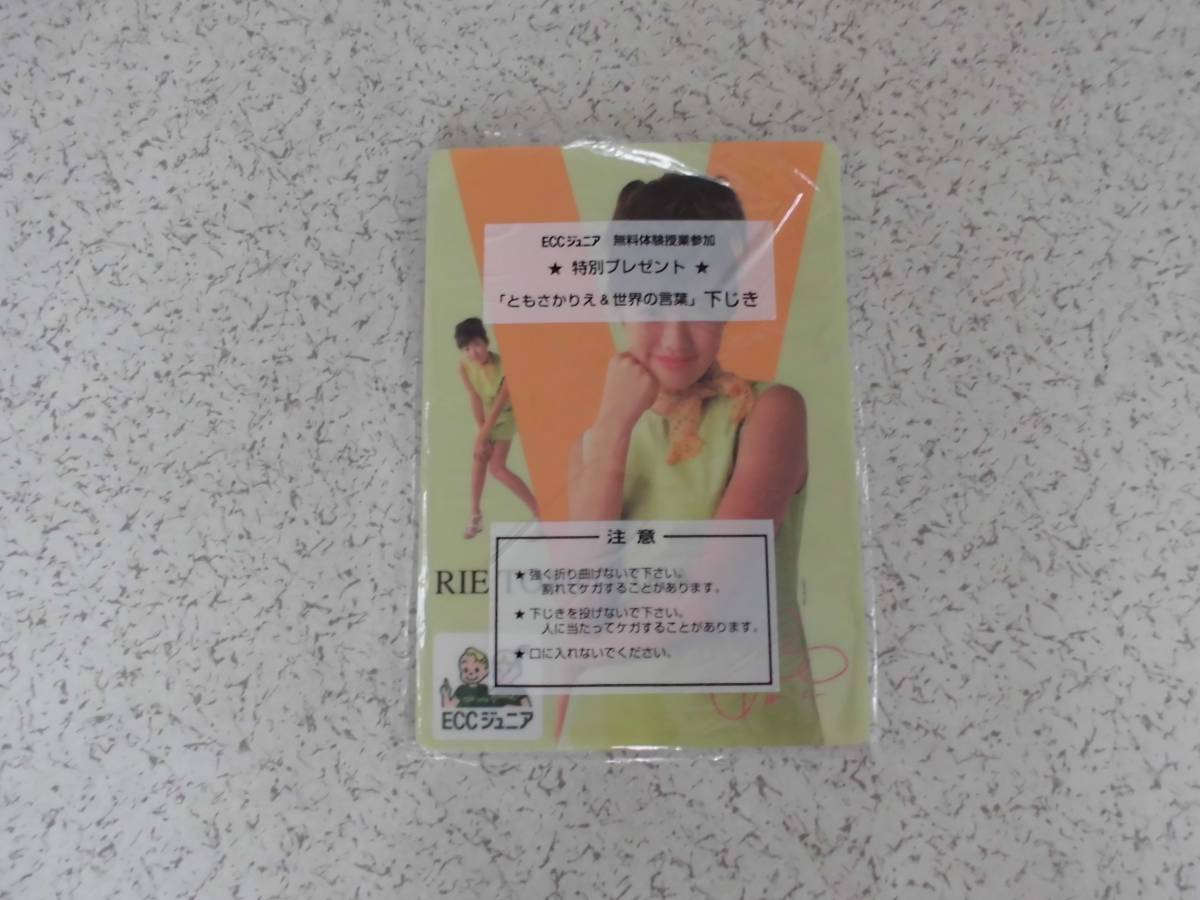 ECCジュニア 無料体験授業参加
★ 特別プレゼント ★
「ともさかりえ&世界の言葉」下じき
注意
★強く折り曲げないで下さい。
割れてケガすることがあります。
★下じきを投げないで下さい。
人に当たってケガすることがあります。
★口に入れないでください。
RIE TO
ECCジュニア